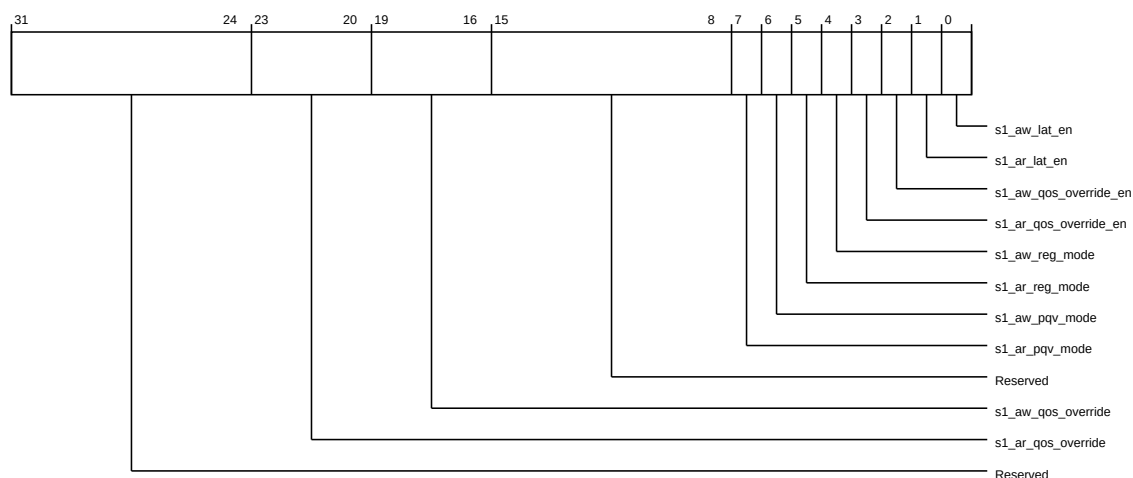 31 24 23 20 19 16 15 8 7 6 5 4 3 2 1 0
s1_aw_lat_en
s1_ar_lat_en
s1_aw_qos_override_en
s1_ar_qos_override_en
s1_aw_reg_mode
s1_ar_reg_mode
s1_aw_pqv_mode
s1_ar_pqv_mode
Reserved
s1_aw_qos_override
s1_ar_qos_override
Reserved